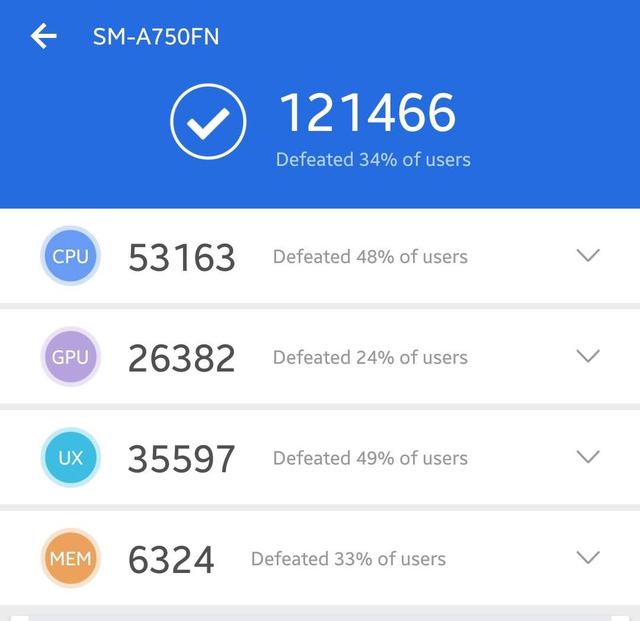 SM-A750FN
121466
Defeated 34% of users
CPU 53163 Defeated 48% of users
GPU 26382 Defeated 24% of users
UX 35597 Defeated 49% of users
MEM 6324 Defeated 33% of users